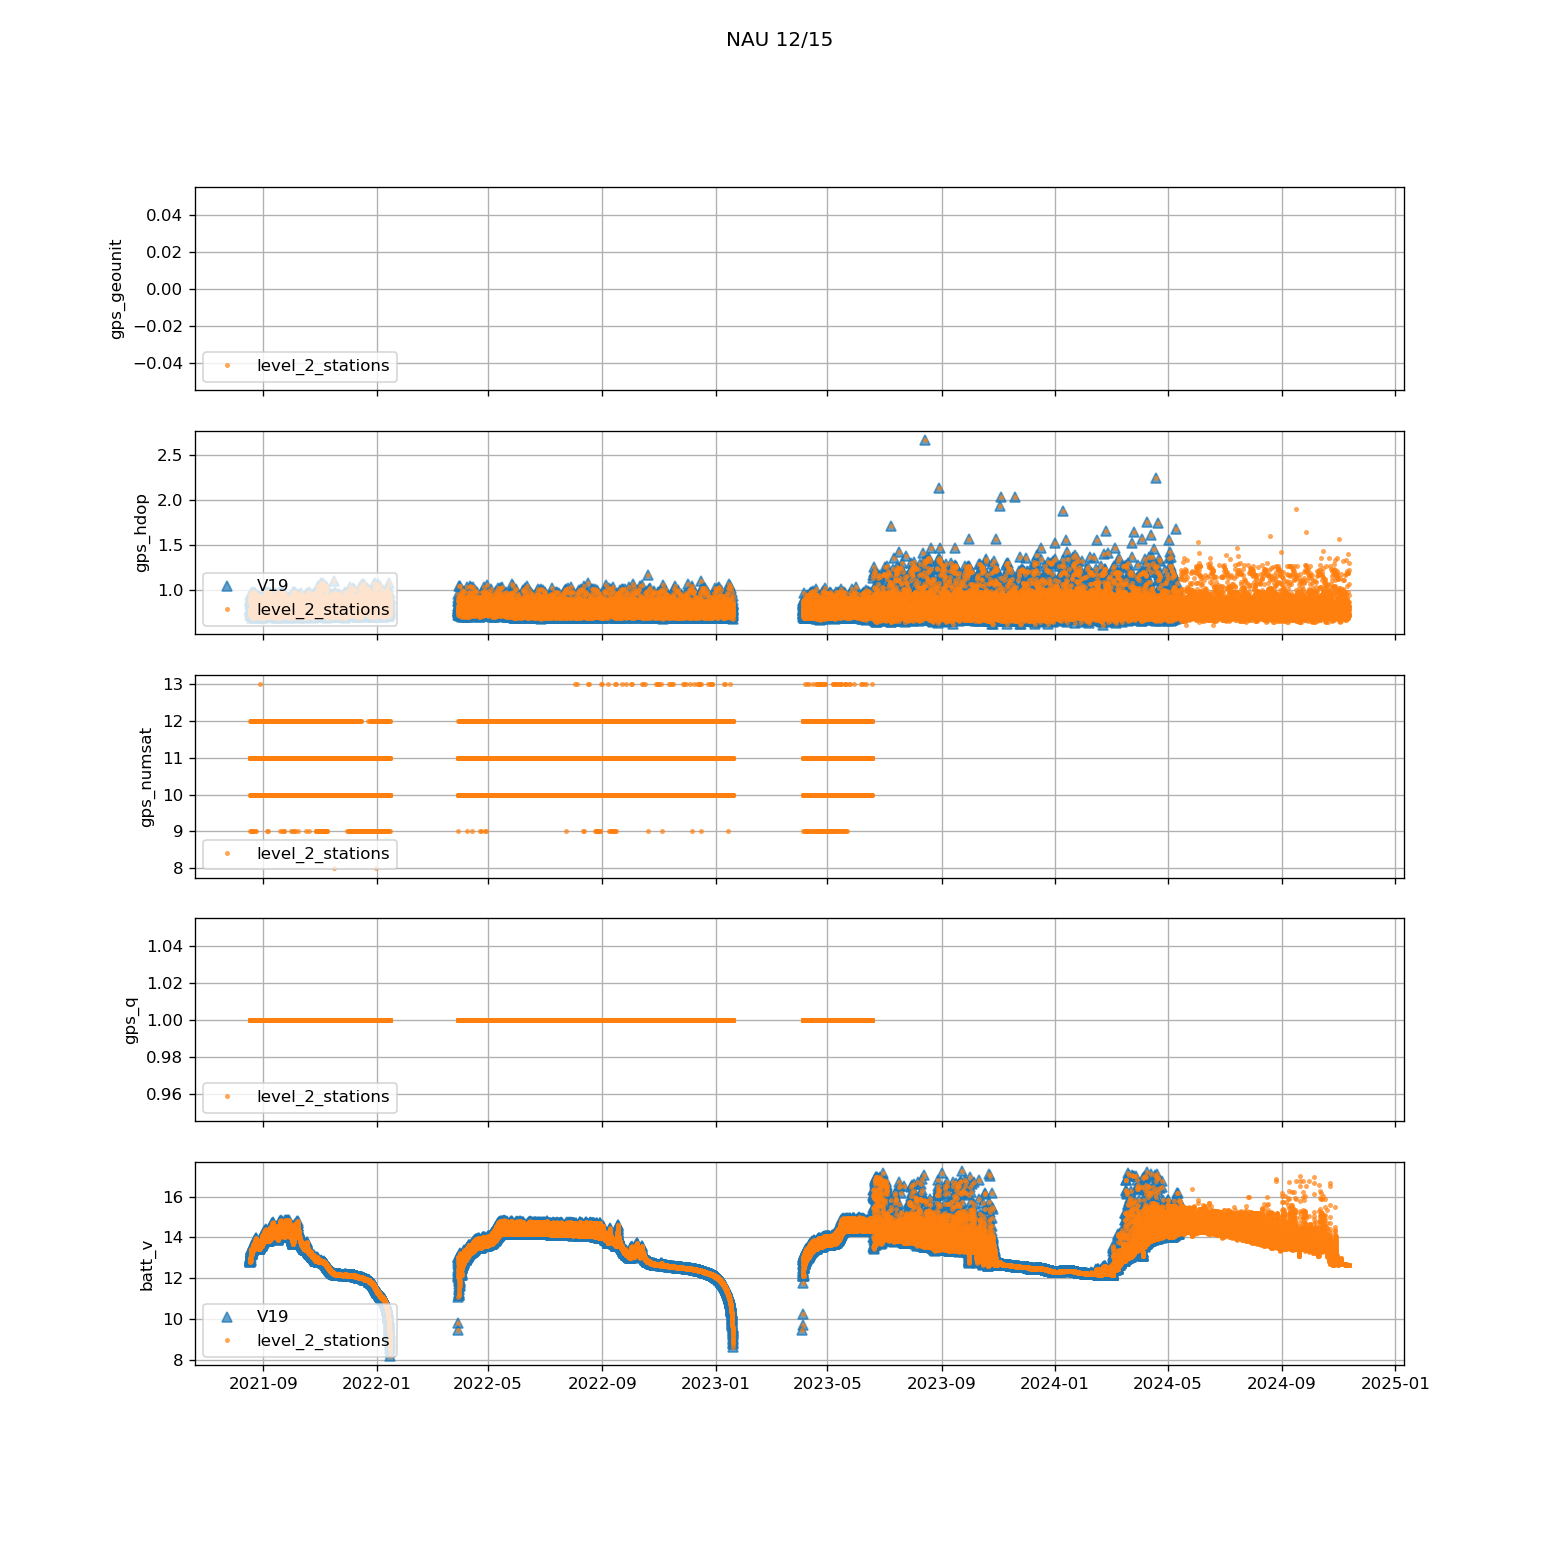 NAU 12/15
gps_geounit
0.04
0.02
0.00
−0.02
−0.04
level_2_stations
gps_hdop
2.5
2.0
1.5
1.0
V19
level_2_stations
gps_numsat
13
12
11
10
9
8
level_2_stations
gps_q
1.04
1.02
1.00
0.98
0.96
level_2_stations
batt_v
16
14
12
10
8
V19
level_2_stations
2021-09 2022-01 2022-05 2022-09 2023-01 2023-05 2023-09 2024-01 2024-05 2024-09 2025-01